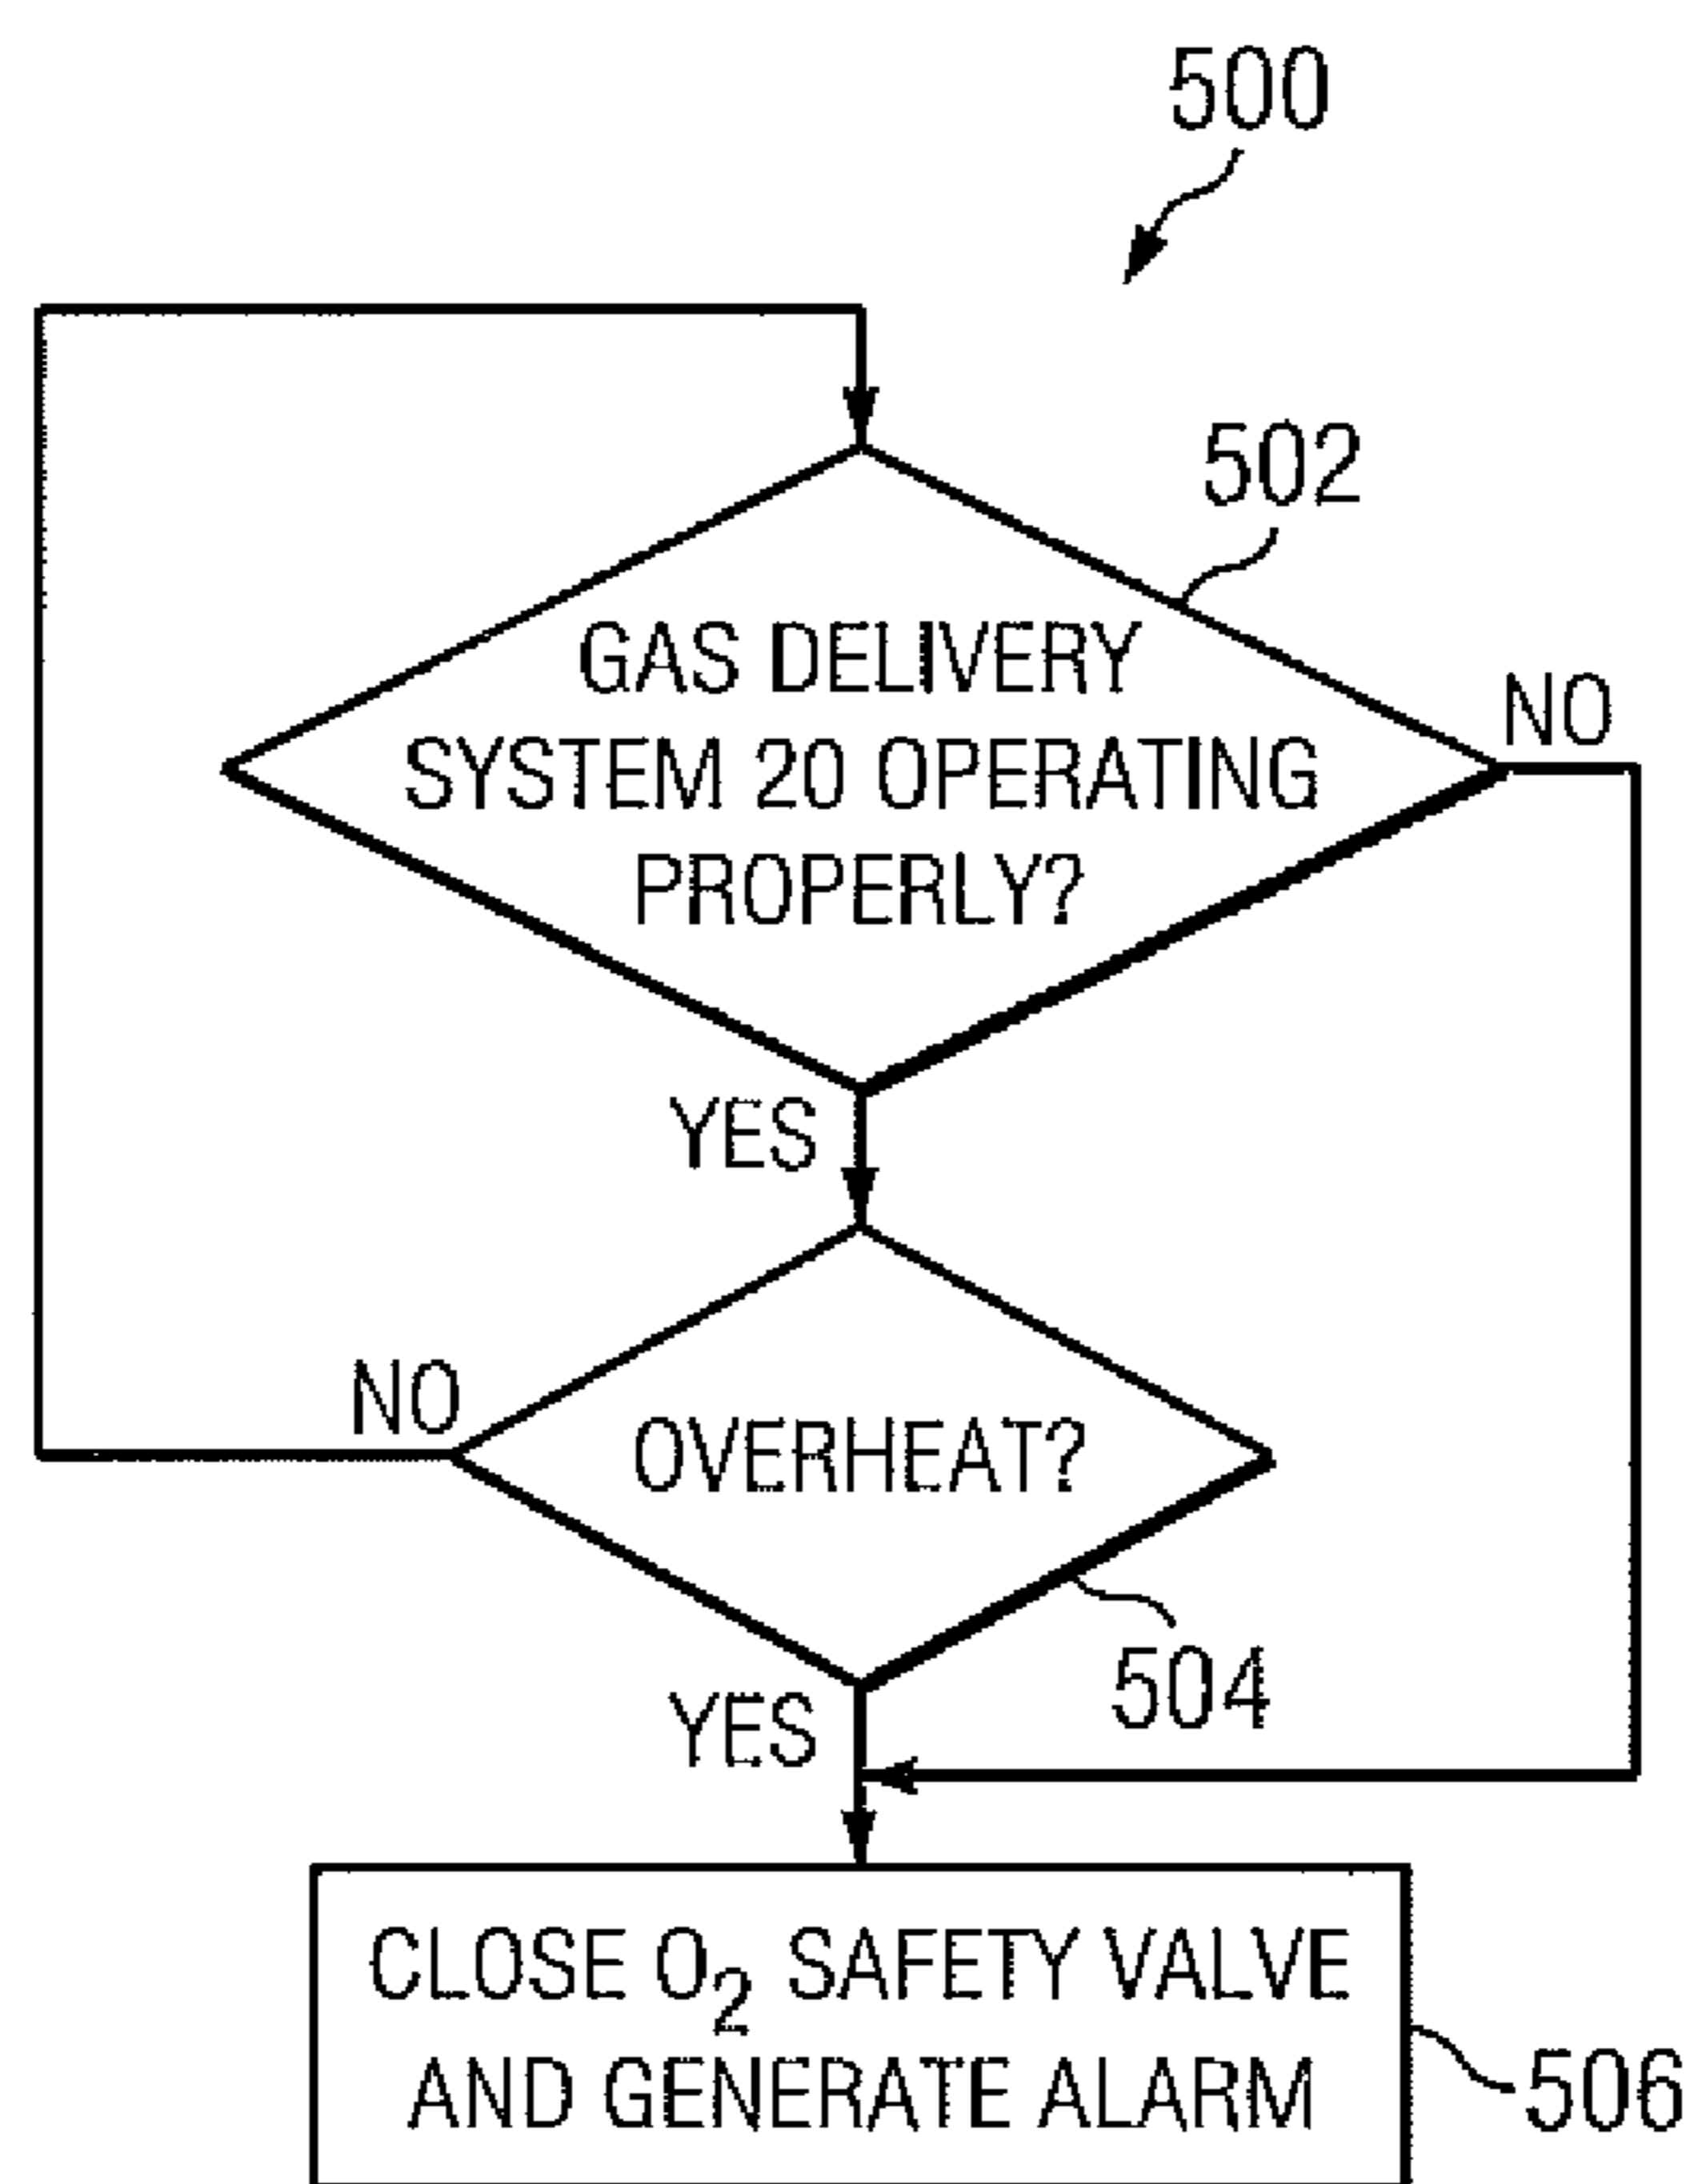 500
502
GAS DELIVERY
SYSTEM 20 OPERATING
PROPERLY?
NO
YES
NO
OVERHEAT?
504
YES
CLOSE O₂ SAFETY VALVE
AND GENERATE ALARM
506